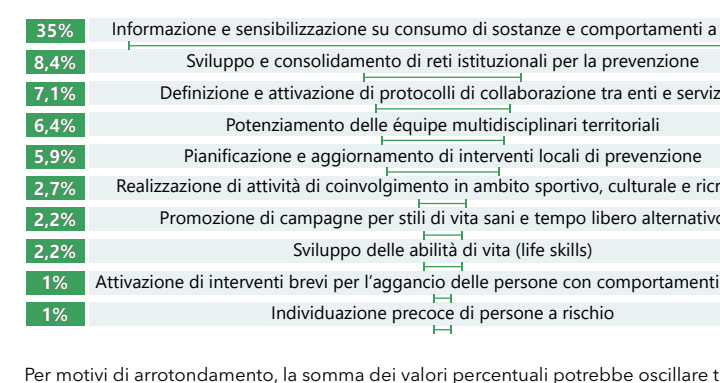 35% Informazione e sensibilizzazione su consumo di sostanze e comportamenti a
8,4% Sviluppo e consolidamento di reti istituzionali per la prevenzione
7,1% Definizione e attivazione di protocolli di collaborazione tra enti e serviz
6,4% Potenziamento delle équipe multidisciplinari territoriali
5,9% Pianificazione e aggiornamento di interventi locali di prevenzione
2,7% Realizzazione di attività di coinvolgimento in ambito sportivo, culturale e ricr
2,2% Promozione di campagne per stili di vita sani e tempo libero alternativo
2,2% Sviluppo delle abilità di vita (life skills)
1% Attivazione di interventi brevi per l'aggancio delle persone con comportamenti
1% Individuazione precoce di persone a rischio
Per motivi di arrotondamento, la somma dei valori percentuali potrebbe oscillare t